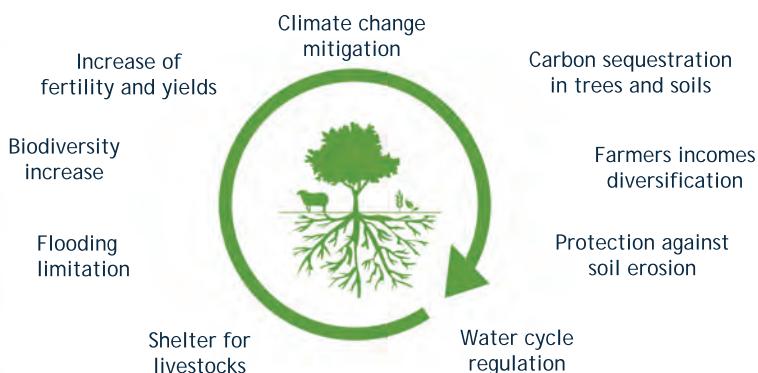 Climate change
mitigation
Carbon sequestration
in trees and soils
Farmers incomes
diversification
Protection against
soil erosion
Water cycle
regulation
Shelter for
livestocks
Flooding
limitation
Biodiversity
increase
Increase of
fertility and yields